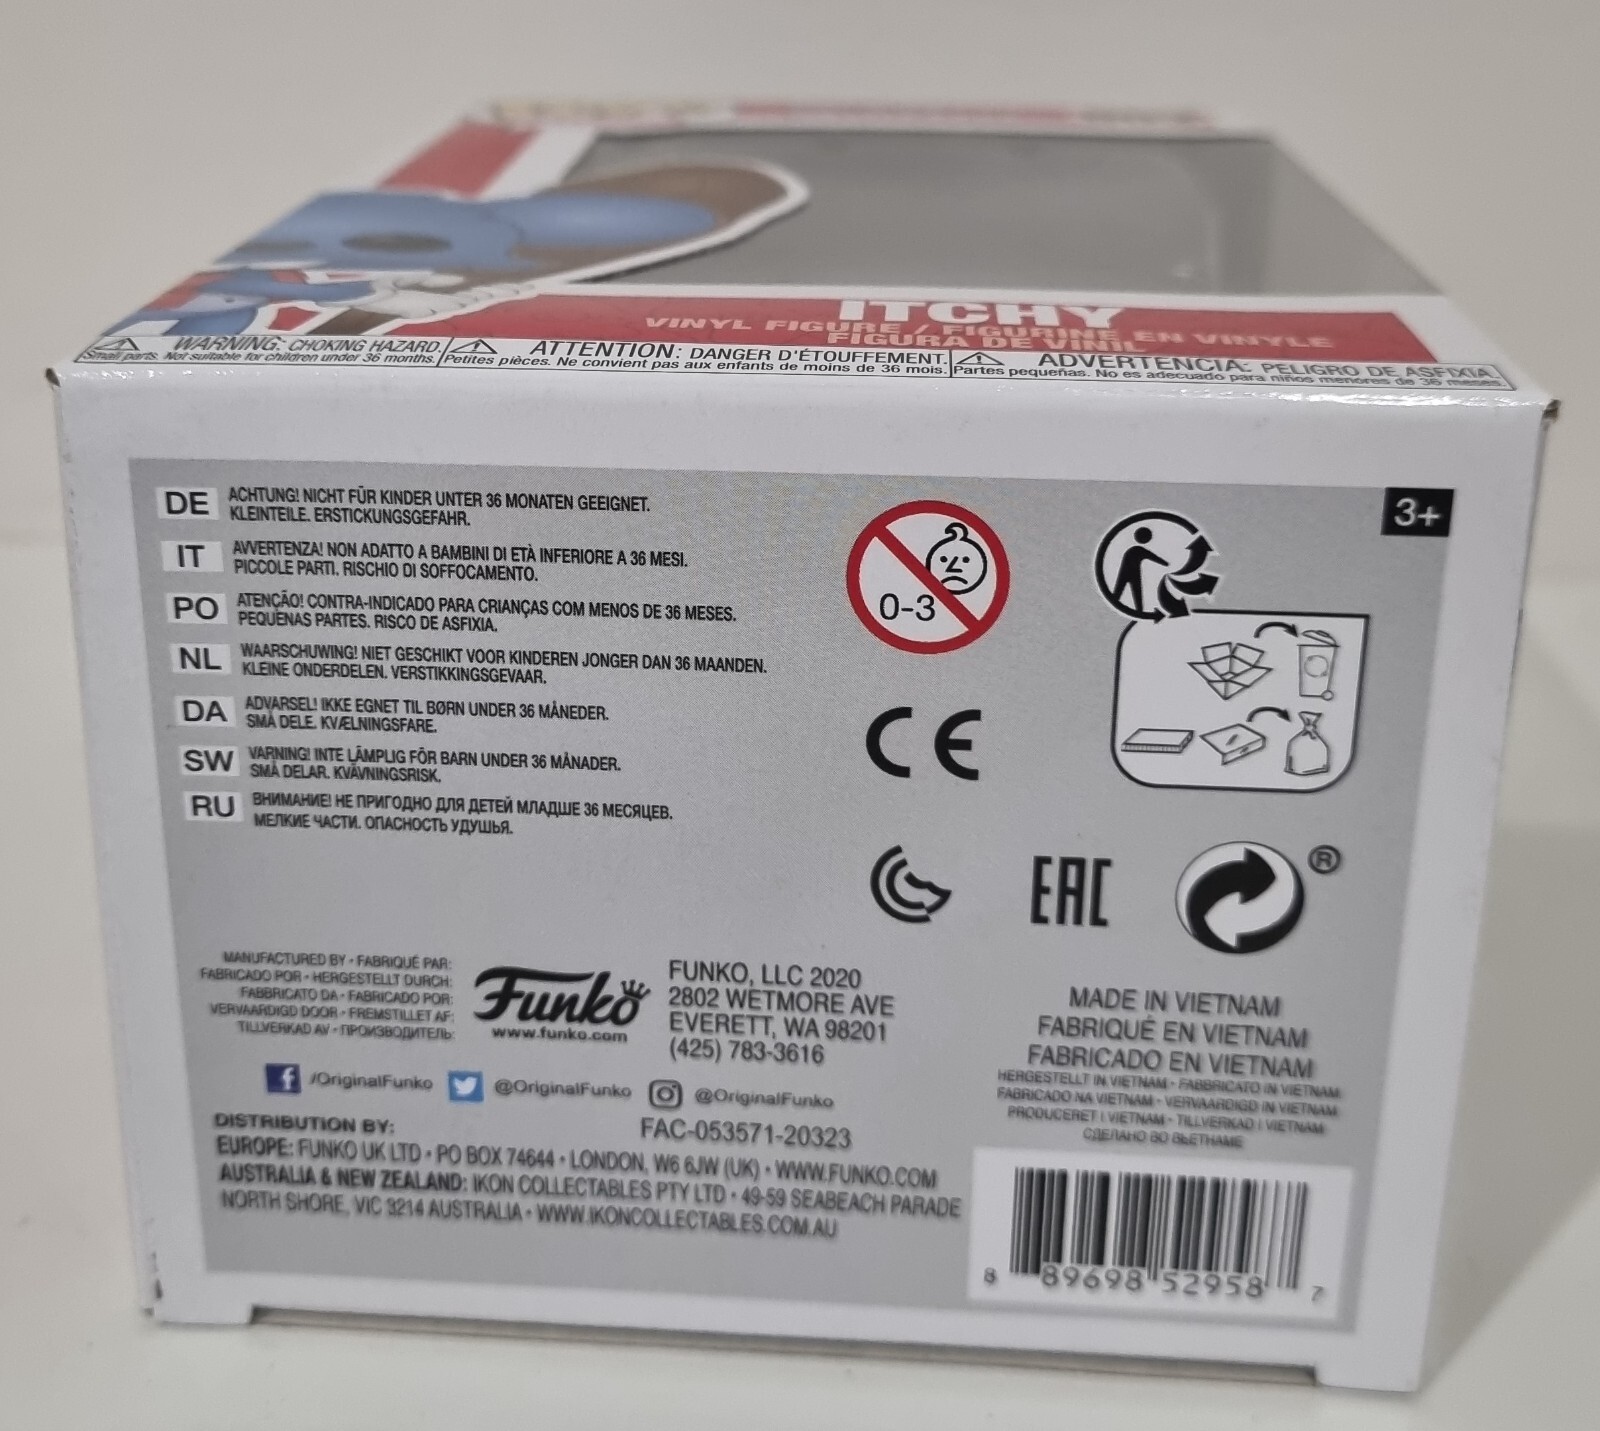 ITCHY
VINYL FIGURE / FIGURINE EN VINYLE
FIGURA DE VINIL
WARNING: CHOKING HAZARD.
Small parts. Not suitable for children under 36 months.
ATTENTION: DANGER D'ÉTOUFFEMENT.
Petites pièces. Ne convient pas aux enfants de moins de 36 mois.
ADVERTENCIA: PELIGRO DE ASFIXIA.
Partes pequeñas. No es adecuado para niños menores de 36 meses.
DE ACHTUNG! NICHT FÜR KINDER UNTER 36 MONATEN GEEIGNET.
KLEINTEILE. ERSTICKUNGSGEFAHR.
IT AVVERTENZA! NON ADATTO A BAMBINI DI ETÀ INFERIORE A 36 MESI.
PICCOLE PARTI. RISCHIO DI SOFFOCAMENTO.
PO ATENÇÃO! CONTRA-INDICADO PARA CRIANÇAS COM MENOS DE 36 MESES.
PEQUENAS PARTES. RISCO DE ASFIXIA.
NL WAARSCHUWING! NIET GESCHIKT VOOR KINDEREN JONGER DAN 36 MAANDEN.
KLEINE ONDERDELEN. VERSTIKKINGSGEVAAR.
DA ADVARSEL! IKKE EGNET TIL BØRN UNDER 36 MÅNEDER.
SMÅ DELE. KVÆLNINGSFARE.
SW VARNING! INTE LÄMPLIG FÖR BARN UNDER 36 MÅNADER.
SMÅ DELAR. KVÄVNINGSRISK.
RU ВНИМАНИЕ! НЕ ПРИГОДНО ДЛЯ ДЕТЕЙ МЛАДШЕ 36 МЕСЯЦЕВ.
МЕЛКИЕ ЧАСТИ. ОПАСНОСТЬ УДУШЬЯ.
0-3
3+
CE
EAC
®
MANUFACTURED BY • FABRIQUÉ PAR:
FABRICADO POR • HERGESTELLT DURCH:
FABBRICATO DA • FABRICADO POR:
VERVAARDIGD DOOR • FREMSTILLET AF:
TILLVERKAD AV • ПРОИЗВОДИТЕЛЬ:
Funko
www.funko.com
FUNKO, LLC 2020
2802 WETMORE AVE
EVERETT, WA 98201
(425) 783-3616
/OriginalFunko @OriginalFunko @OriginalFunko
FAC-053571-20323
DISTRIBUTION BY:
EUROPE: FUNKO UK LTD • PO BOX 74644 • LONDON, W6 6JW (UK) • WWW.FUNKO.COM
AUSTRALIA & NEW ZEALAND: IKON COLLECTABLES PTY LTD • 49-59 SEABEACH PARADE
NORTH SHORE, VIC 3214 AUSTRALIA • WWW.IKONCOLLECTABLES.COM.AU
MADE IN VIETNAM
FABRIQUÉ EN VIETNAM
FABRICADO EN VIETNAM
HERGESTELLT IN VIETNAM • FABBRICATO IN VIETNAM
FABRICADO NA VIETNAM • VERVAARDIGD IN VIETNAM
PRODUCERET I VIETNAM • TILLVERKAD I VIETNAM
СДЕЛАНО ВО ВЬЕТНАМЕ
8 89698 52958 7